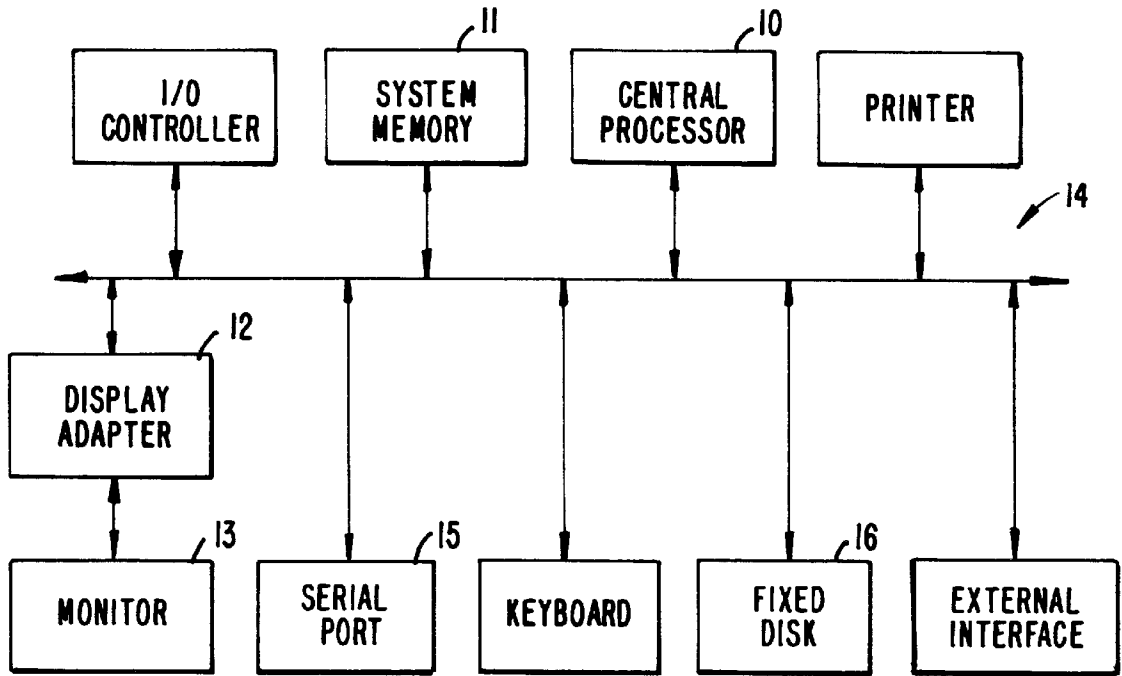 11
10
I/O
CONTROLLER
SYSTEM
MEMORY
CENTRAL
PROCESSOR
PRINTER
14
12
DISPLAY
ADAPTER
13
15
16
MONITOR
SERIAL
PORT
KEYBOARD
FIXED
DISK
EXTERNAL
INTERFACE